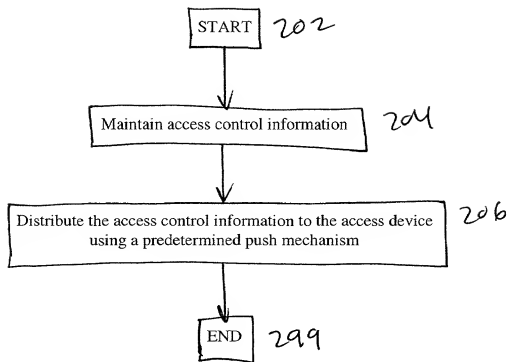 START 202
Maintain access control information 204
Distribute the access control information to the access device 206
using a predetermined push mechanism
END 299